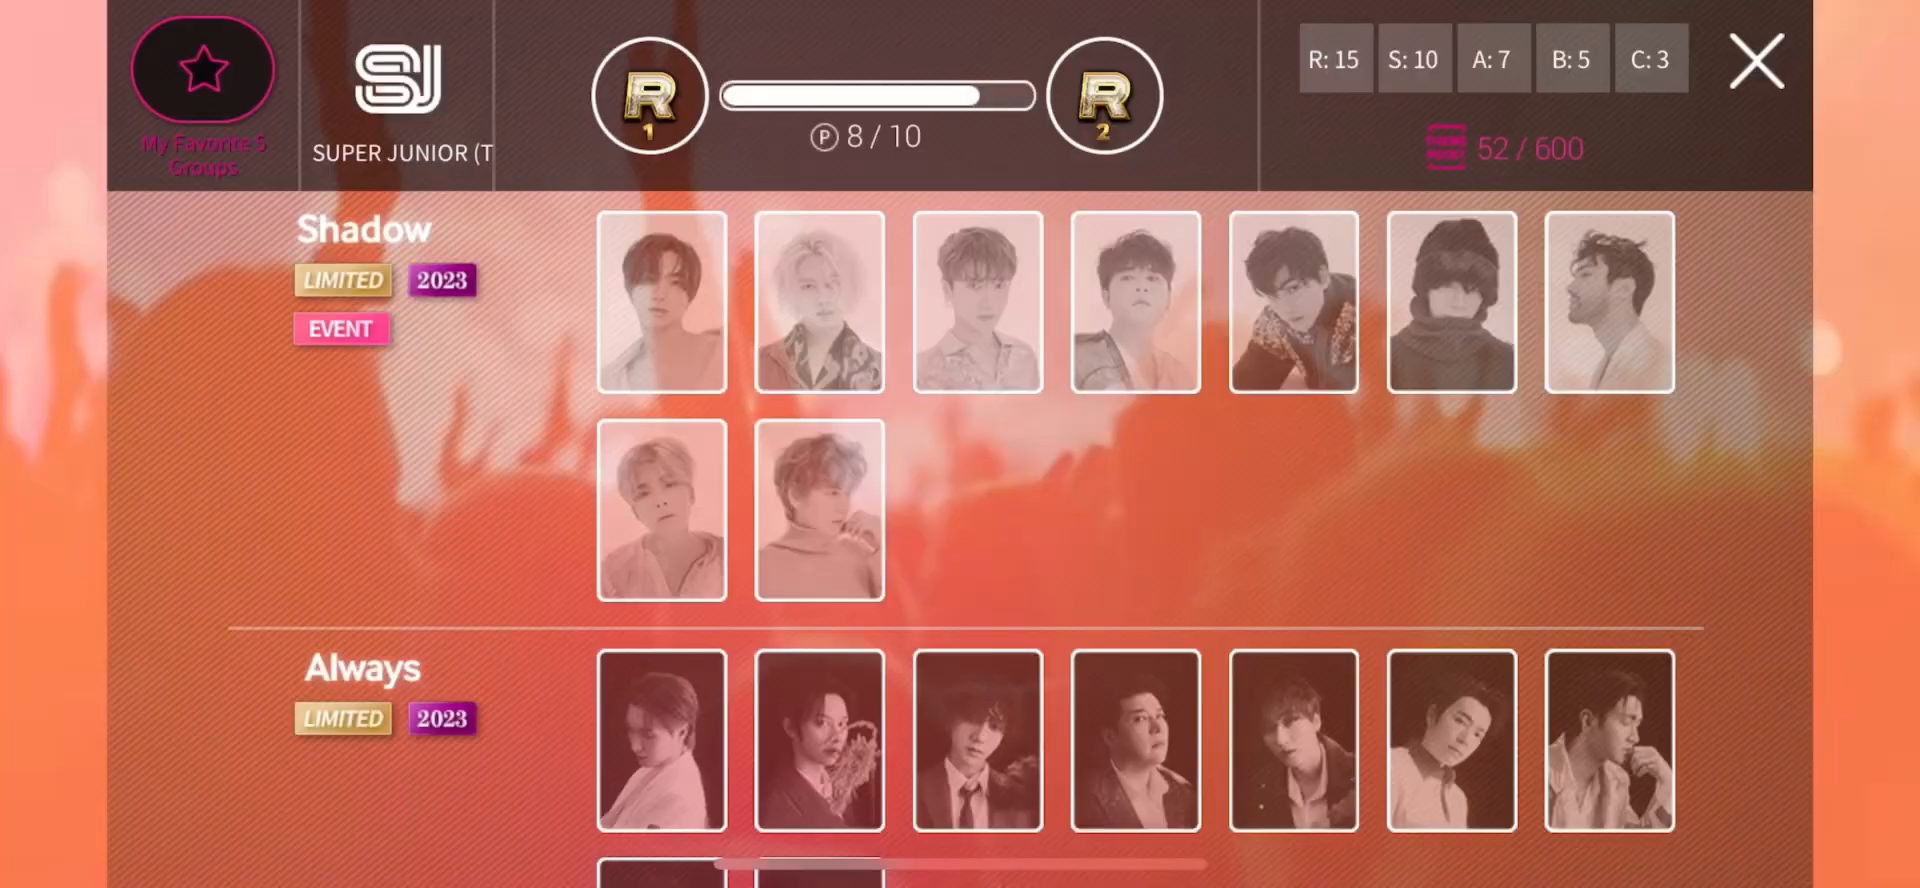 My Favorite 5
Groups
SJ
SUPER JUNIOR (T
R
1
P 8 / 10
R
2
R: 15
S: 10
A: 7
B: 5
C: 3
52 / 600
Shadow
LIMITED
2023
EVENT
Always
LIMITED
2023